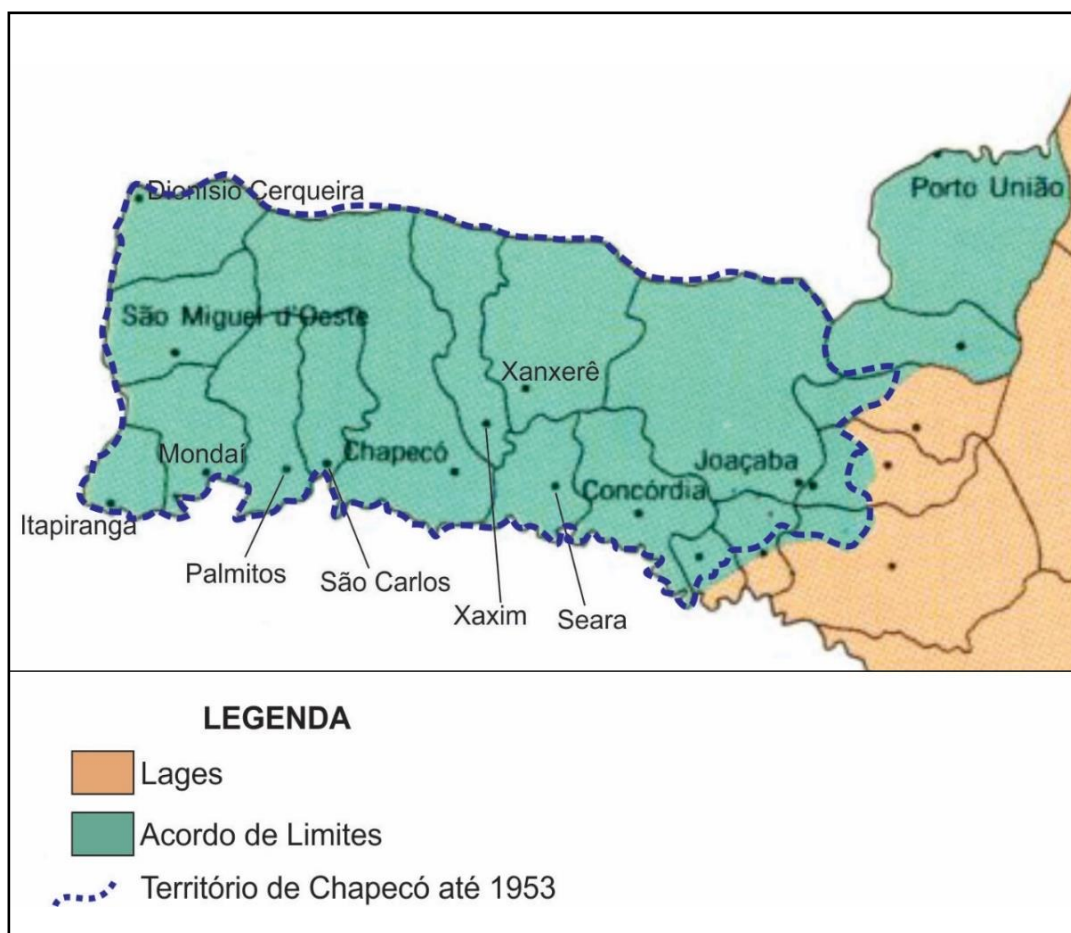 Dionísio Cerqueira
Porto União
São Miguel d'Oeste
Xanxerê
Mondaí
Chapecó
Joaçaba
Concórdia
Itapiranga
Palmitos
São Carlos
Xaxim
Seara
LEGENDA
Lages
Acordo de Limites
Território de Chapecó até 1953